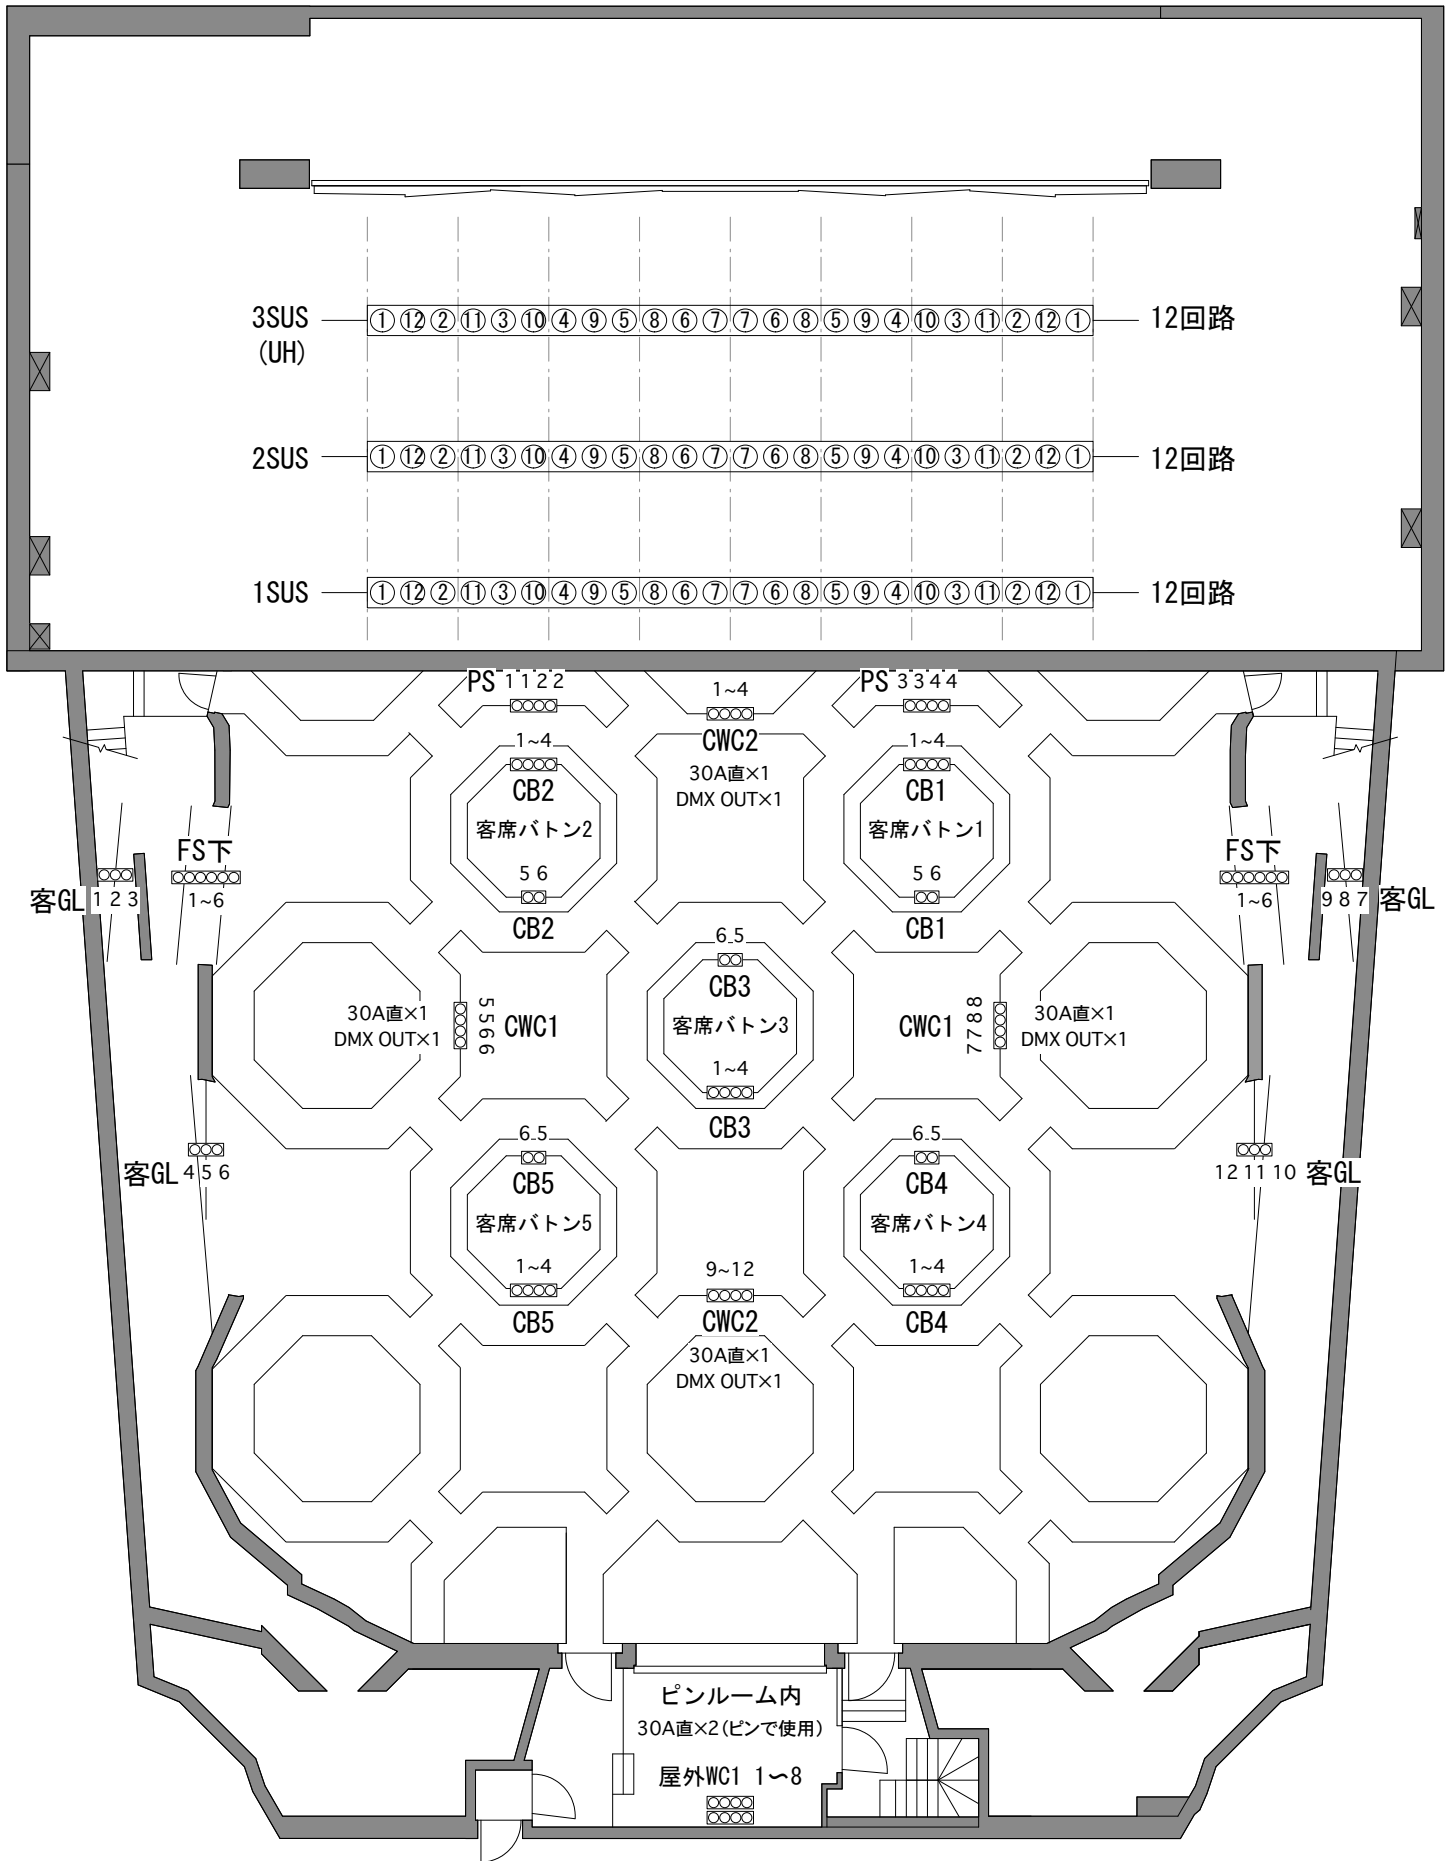 3SUS ①⑫②⑪③⑩④⑨⑤⑧⑥⑦⑦⑥⑧⑤⑨④⑩③⑪②⑫① 12回路
(UH)
2SUS ①⑫②⑪③⑩④⑨⑤⑧⑥⑦⑦⑥⑧⑤⑨④⑩③⑪②⑫① 12回路
1SUS ①⑫②⑪③⑩④⑨⑤⑧⑥⑦⑦⑥⑧⑤⑨④⑩③⑪②⑫① 12回路
PS 1 1 2 2
1~4
PS 3 3 4 4
1~4
CB2
客席バトン2
5 6
CB2
CWC2
30A直×1
DMX OUT×1
1~4
CB1
客席バトン1
5 6
CB1
FS下
1~6
客GL 1 2 3
FS下
1~6
9 8 7 客GL
6 5
CB3
客席バトン3
1~4
CB3
30A直×1
DMX OUT×1
5 5 6 6
CWC1
CWC1
7 7 8 8
30A直×1
DMX OUT×1
客GL 4 5 6
12 11 10 客GL
6 5
CB5
客席バトン5
1~4
CB5
6 5
CB4
客席バトン4
1~4
CB4
9~12
CWC2
30A直×1
DMX OUT×1
ピンルーム内
30A直×2(ピンで使用)
屋外WC1 1〜8